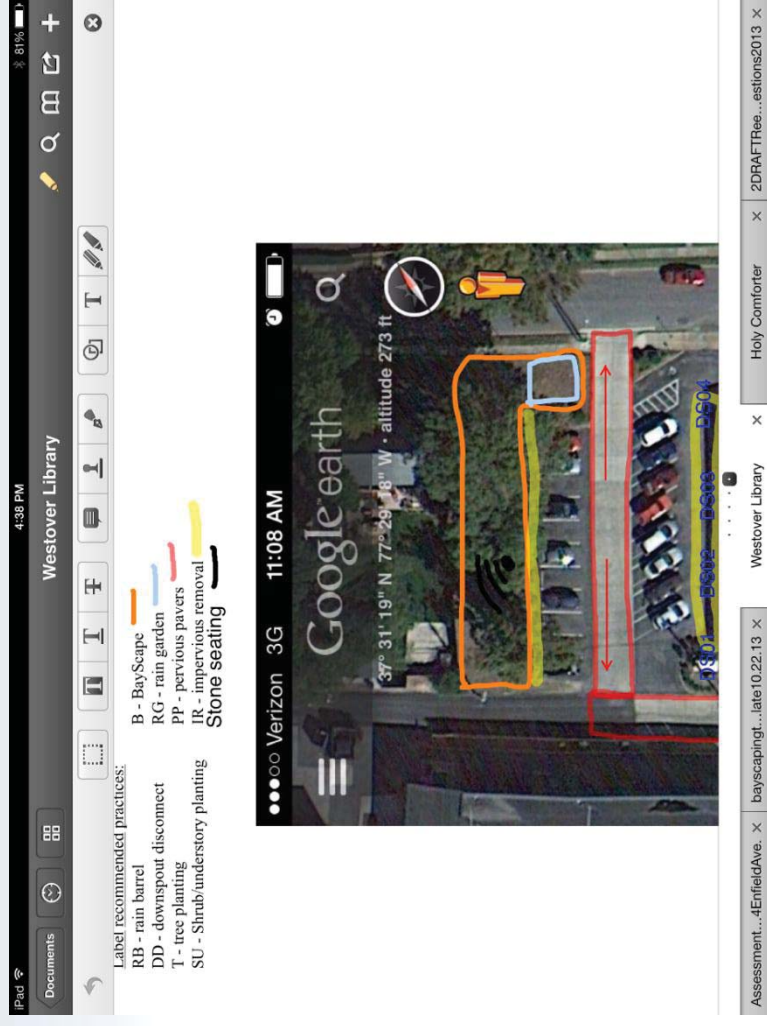 iPad 4:38 PM 81%
Documents Westover Library
T T T T
Label recommended practices:
RB - rain barrel B - BayScape
DD - downspout disconnect RG - rain garden
T - tree planting PP - pervious pavers
SU - Shrub/understory planting IR - impervious removal
Stone seating
Verizon 3G 11:08 AM
Google earth
37° 31' 19" N 77° 29' 18" W • altitude 273 ft
DS01 DS02 DS03 DS04
Assessment...4EnfieldAve. × bayscapingt...late10.22.13 × Westover Library × Holy Comforter × 2DRAFTRee...estions2013 ×